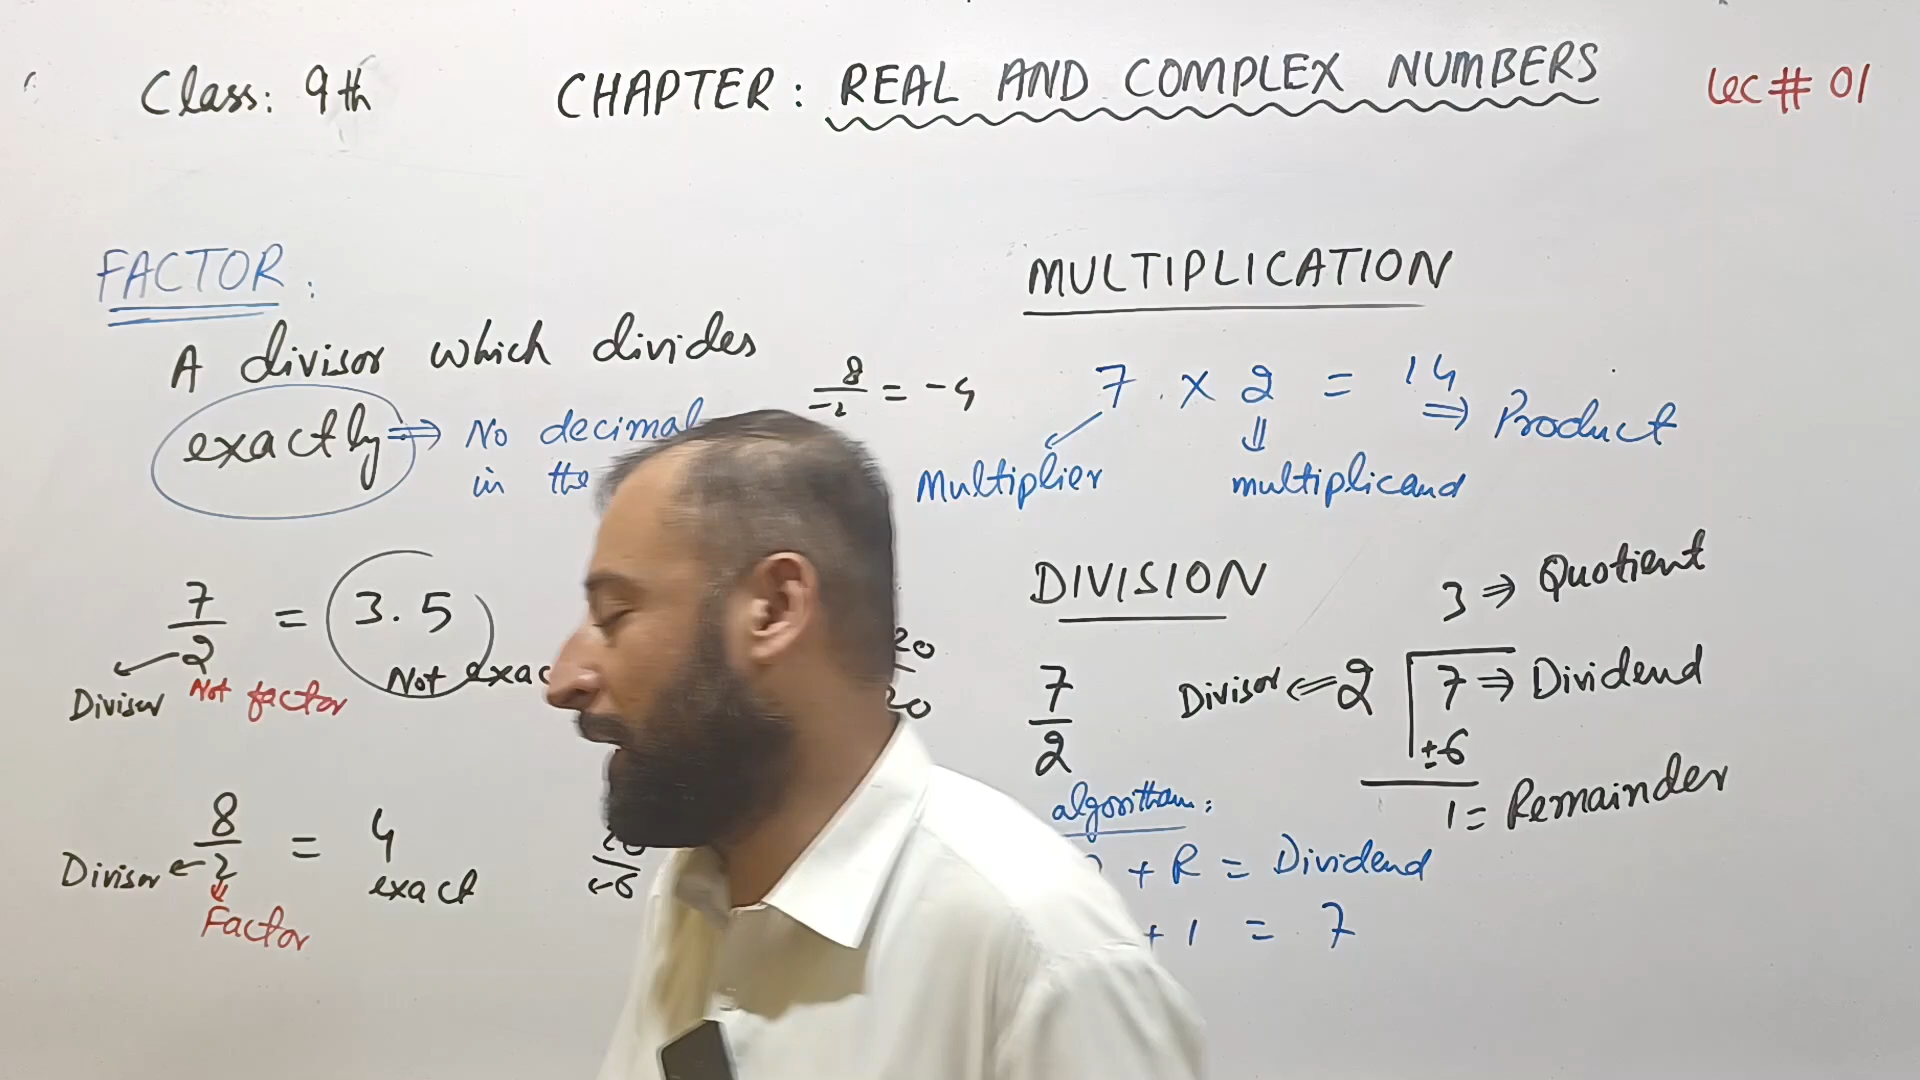 Class: 9th
CHAPTER: REAL AND COMPLEX NUMBERS
Lec # 01
FACTOR:
A divisor which divides
exactly ⇒ No decimal
in the
8/-2 = -4
7/2 = 3.5
Divisor Not factor
Not exac
8/2 = 4
Divisor
exact
Factor
20
20
MULTIPLICATION
7 . × 2 = 14
⇒ Product
Multiplier multiplicand
DIVISION
3 ⇒ Quotient
7/2
Divisor ⇐ 2 7 ⇒ Dividend
±6
1 = Remainder
algoritham:
+ R = Dividend
+ 1 = 7